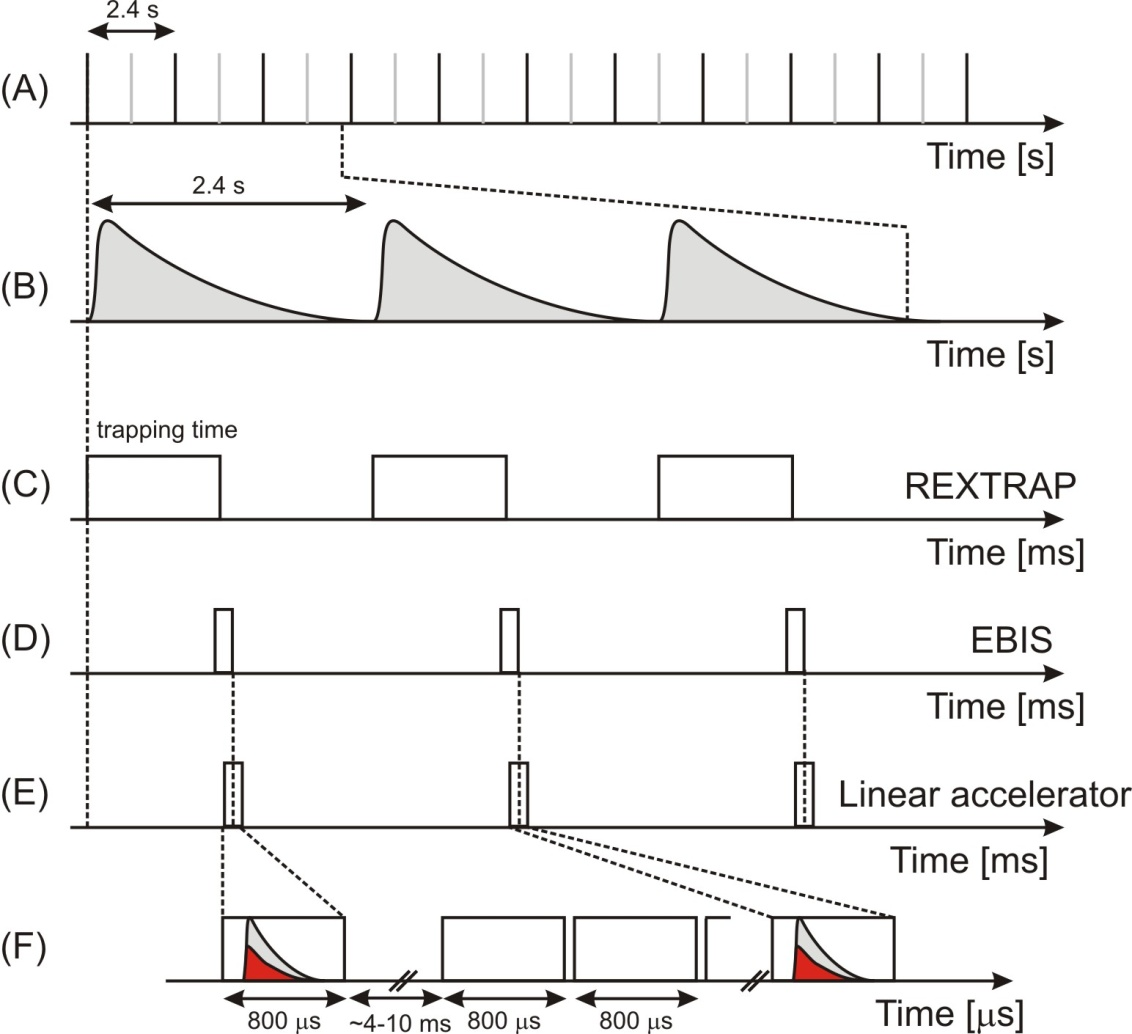 2.4 s
(A)
Time [s]
2.4 s
(B)
Time [s]
trapping time
(C)
REXTRAP
Time [ms]
(D)
EBIS
Time [ms]
(E)
Linear accelerator
Time [ms]
(F)
800 μs
~4-10 ms
800 μs
800 μs
Time [μs]